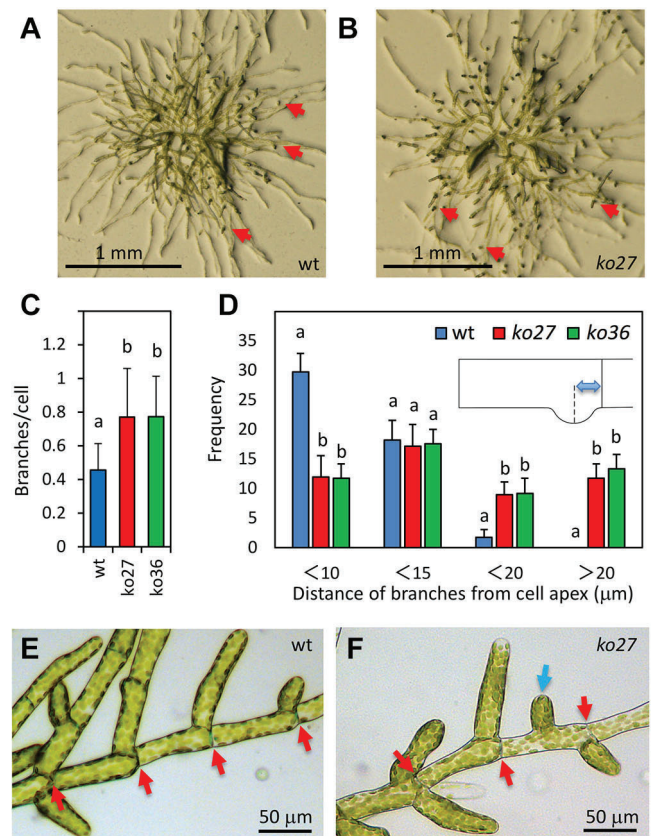 A
B
1 mm
wt
1 mm
ko27
C
D
Branches/cell
1.2
1
0.8
0.6
0.4
0.2
0
a
b
b
wt
ko27
ko36
Frequency
35
30
25
20
15
10
5
0
wt
ko27
ko36
a
b
b
a
a
a
a
b
b
a
b
b
<10
<15
<20
>20
Distance of branches from cell apex (μm)
E
wt
50 μm
F
ko27
50 μm